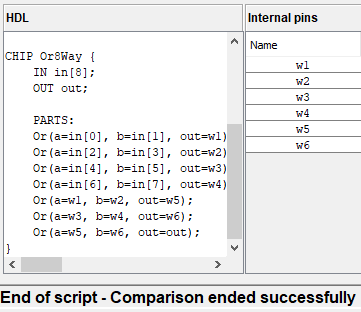 HDL
Internal pins
CHIP Or8Way {
IN in[8];
OUT out;
PARTS:
Or(a=in[0], b=in[1], out=w1)
Or(a=in[2], b=in[3], out=w2)
Or(a=in[4], b=in[5], out=w3)
Or(a=in[6], b=in[7], out=w4)
Or(a=w1, b=w2, out=w5);
Or(a=w3, b=w4, out=w6);
Or(a=w5, b=w6, out=out);
}
Name
w1
w2
w3
w4
w5
w6
End of script - Comparison ended successfully